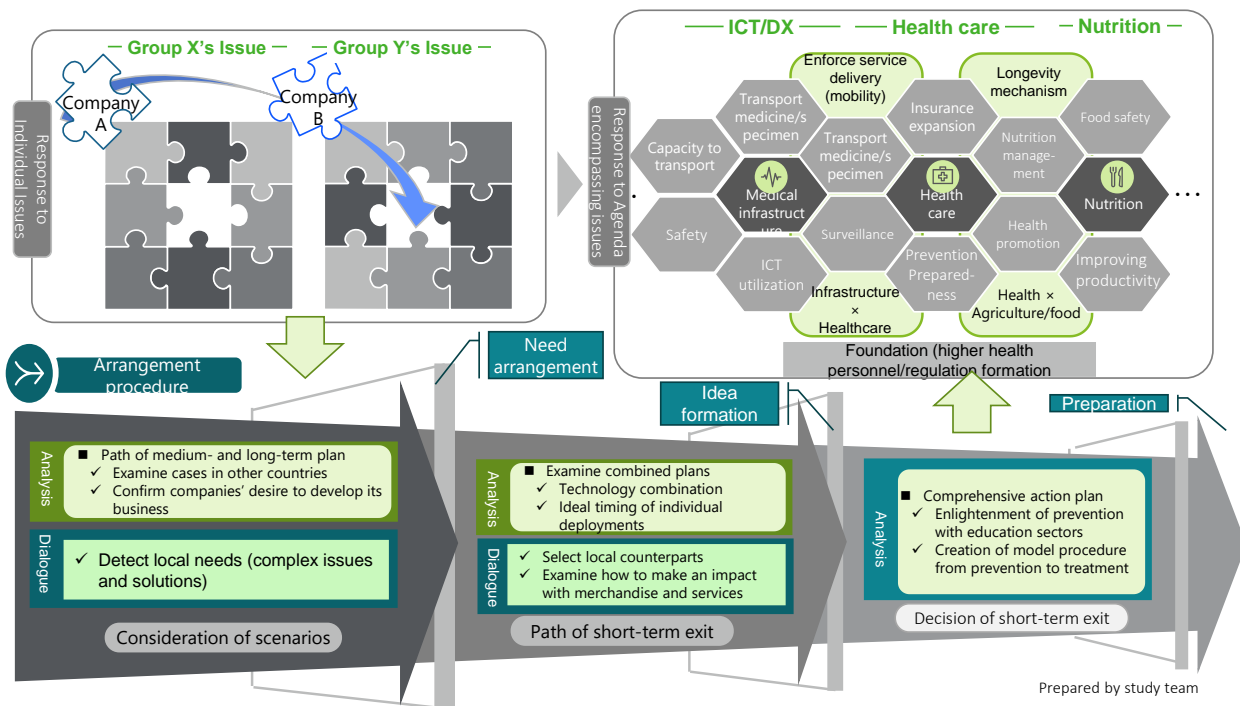 Group X's Issue
Group Y's Issue
Response to
Individual Issues
Company
A
Company
B
Response to Agenda
encompassing issues
ICT/DX
Health care
Nutrition
Enforce service
delivery
(mobility)
Longevity
mechanism
Transport
medicine/s
pecimen
Insurance
expansion
Food safety
Capacity to
transport
Transport
medicine/s
pecimen
Nutrition
manage-
ment
Medical
infrastruct
ure
Health
care
Nutrition
...
Safety
Surveillance
Health
promotion
ICT
utilization
Prevention
Prepared-
ness
Improving
productivity
Infrastructure
×
Healthcare
Health ×
Agriculture/food
Foundation (higher health
personnel/regulation formation
Arrangement
procedure
Need
arrangement
Idea
formation
Preparation
Analysis
■ Path of medium- and long-term plan
✓ Examine cases in other countries
✓ Confirm companies' desire to develop its
business
Dialogue
✓ Detect local needs (complex issues
and solutions)
Consideration of scenarios
Analysis
■ Examine combined plans
✓ Technology combination
✓ Ideal timing of individual
deployments
Dialogue
✓ Select local counterparts
✓ Examine how to make an impact
with merchandise and services
Path of short-term exit
Analysis
■ Comprehensive action plan
✓ Enlightenment of prevention
with education sectors
✓ Creation of model procedure
from prevention to treatment
Decision of short-term exit
Prepared by study team